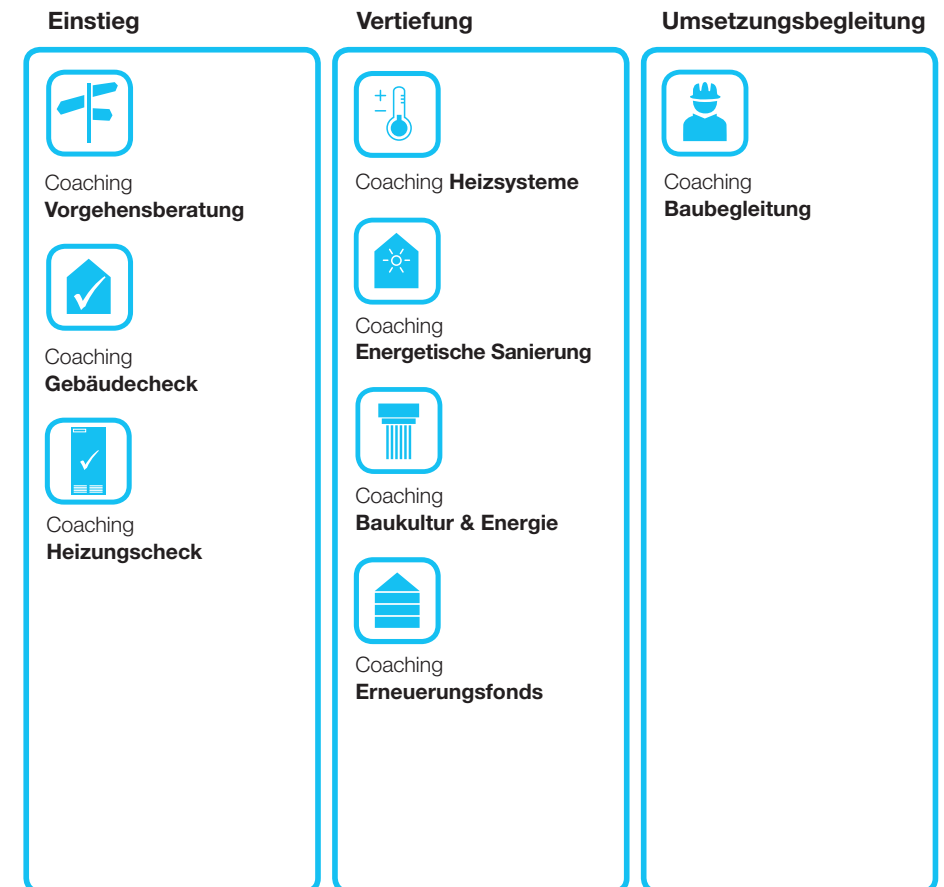 Einstieg
Coaching
Vorgehensberatung
Coaching
Gebäudecheck
Coaching
Heizungscheck
Vertiefung
Coaching Heizsysteme
Coaching
Energetische Sanierung
Coaching
Baukultur & Energie
Coaching
Erneuerungsfonds
Umsetzungsbegleitung
Coaching
Baubegleitung